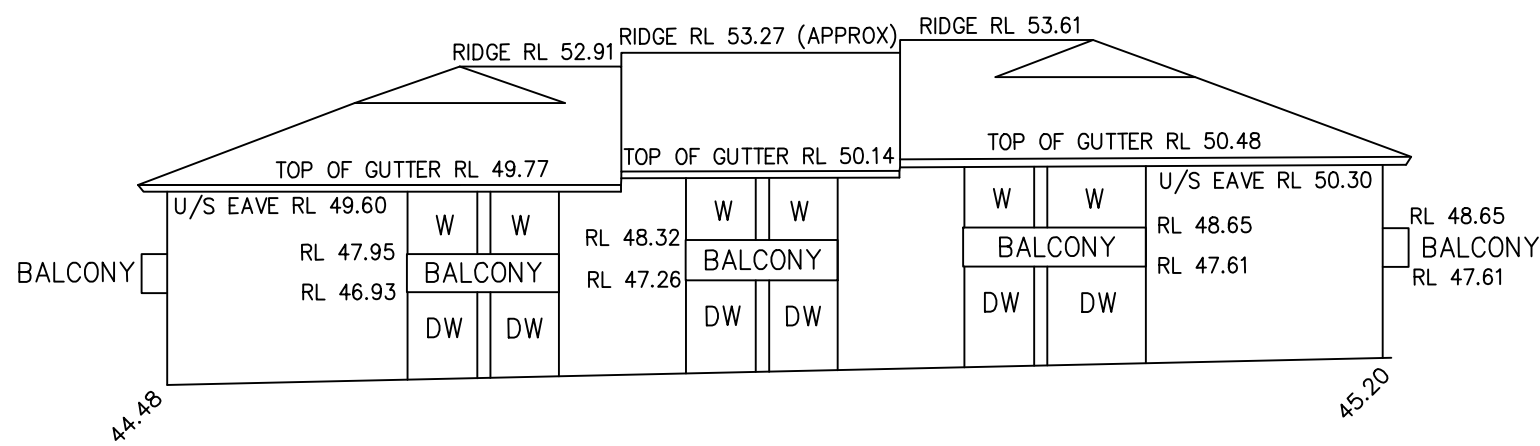 RIDGE RL 52.91
RIDGE RL 53.27 (APPROX)
RIDGE RL 53.61
TOP OF GUTTER RL 49.77
TOP OF GUTTER RL 50.14
TOP OF GUTTER RL 50.48
U/S EAVE RL 49.60
U/S EAVE RL 50.30
W
W
W
W
W
W
RL 47.95
RL 48.32
RL 48.65
RL 48.65
BALCONY
BALCONY
BALCONY
BALCONY
BALCONY
RL 46.93
RL 47.26
RL 47.61
RL 47.61
DW
DW
DW
DW
DW
DW
44.48
45.20